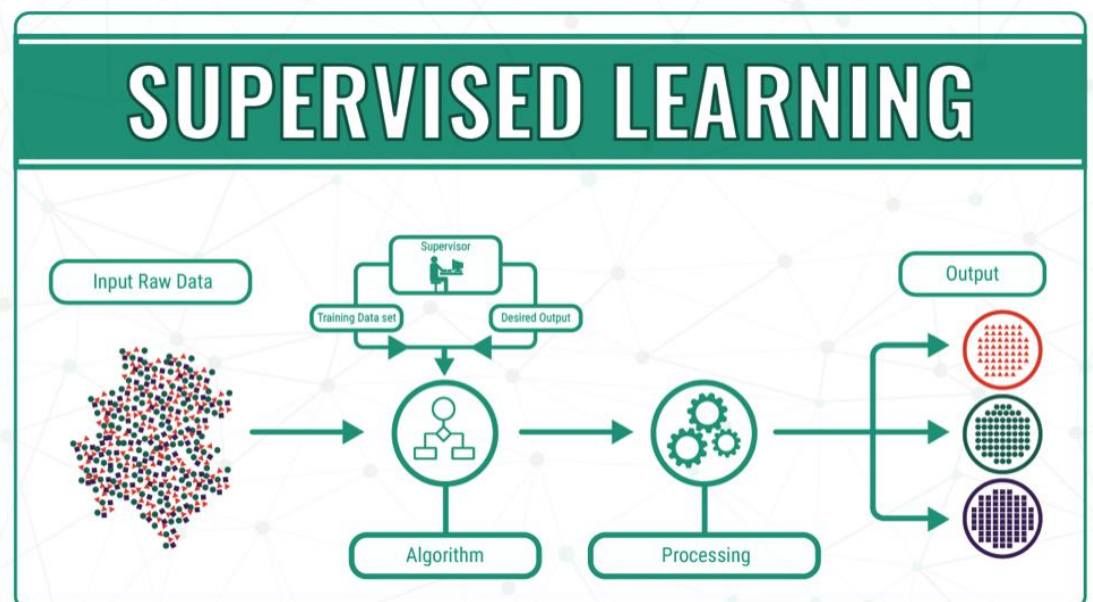 SUPERVISED LEARNING
Supervisor
Input Raw Data
Output
Training Data set
Desired Output
Algorithm
Processing